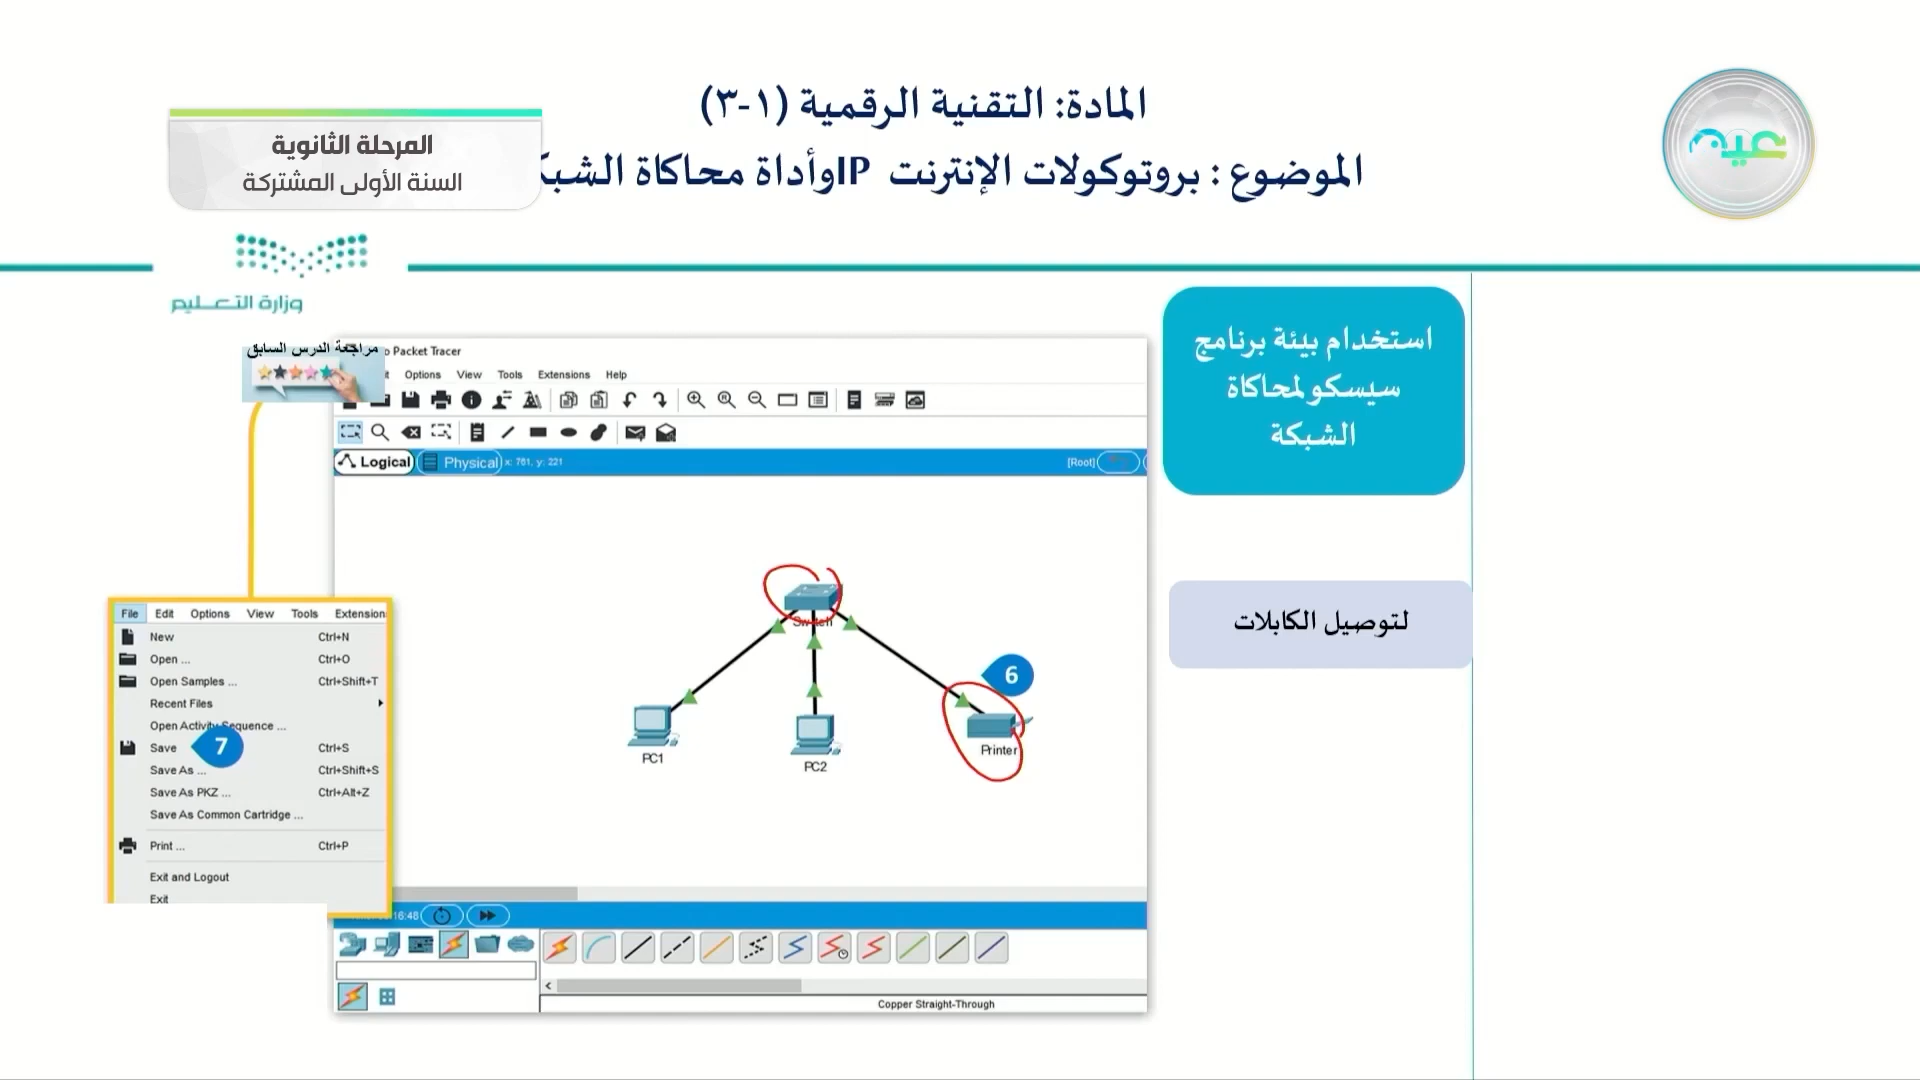 المادة: التقنية الرقمية (١-٣)
الموضوع : بروتوكولات الإنترنت IPوأداة محاكاة
المرحلة الثانوية
السنة الأولى المشتركة
عين
وزارة التعليم
استخدام بيئة برنامج
سيسكو لمحاكاة
الشبكة
لتوصيل الكابلات
مراجعة الدرس السابق
Packet Tracer
Options View Tools Extensions Help
Logical Physical x: 761, y: 221 [Root]
Switch
6
PC1 PC2 Printer
File Edit Options View Tools Extension
New Ctrl+N
Open ... Ctrl+O
Open Samples ... Ctrl+Shift+T
Recent Files
Open Activity Sequence ...
Save 7 Ctrl+S
Save As ... Ctrl+Shift+S
Save As PKZ ... Ctrl+Alt+Z
Save As Common Cartridge ...
Print ... Ctrl+P
Exit and Logout
Exit
16:48
Copper Straight-Through